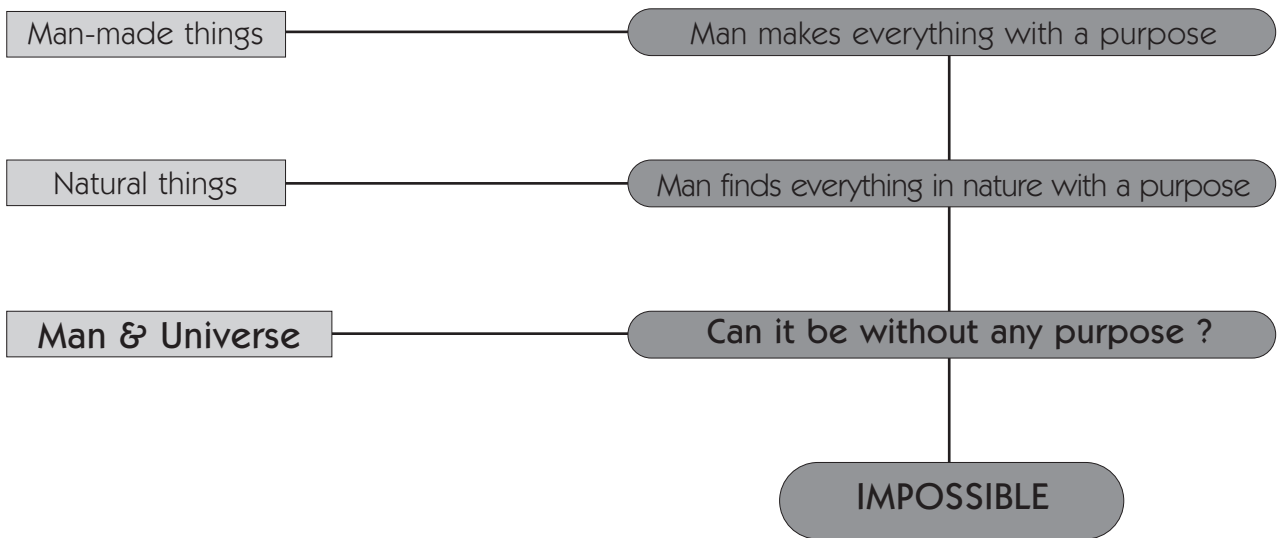 Man-made things
Man makes everything with a purpose
Natural things
Man finds everything in nature with a purpose
Man & Universe
Can it be without any purpose ?
IMPOSSIBLE